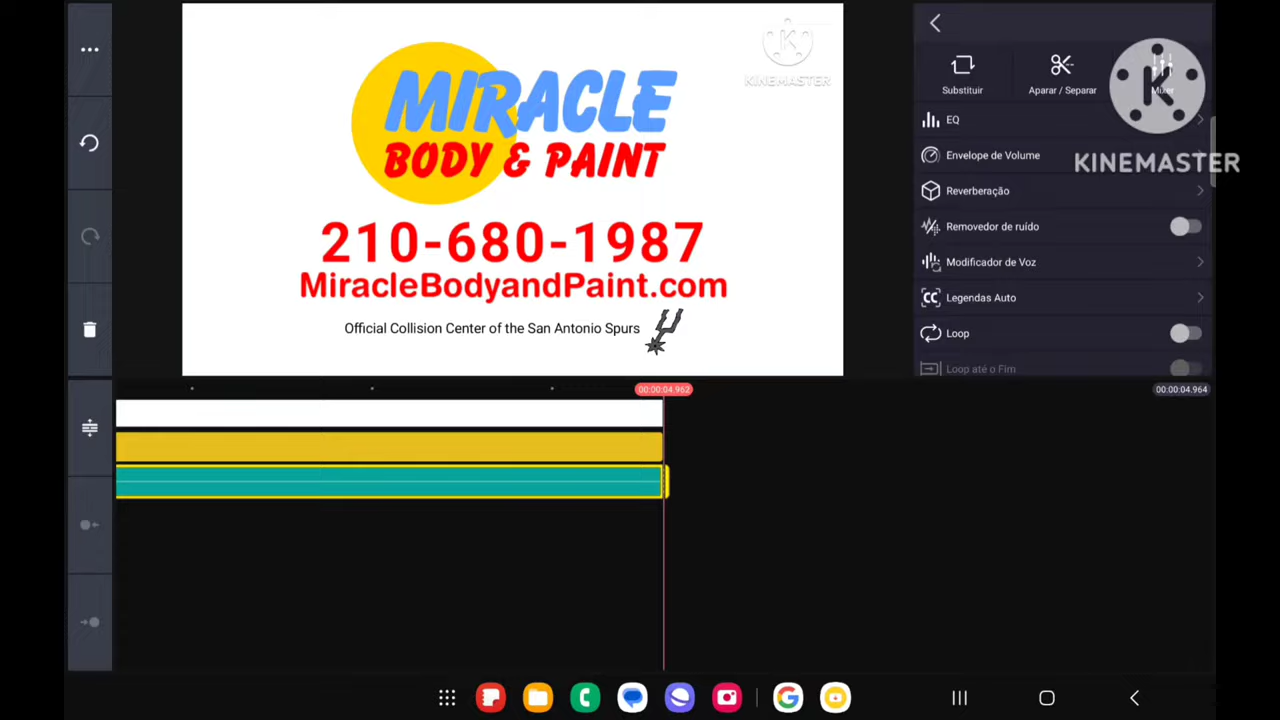 MIRACLE
BODY & PAINT
210-680-1987
MiracleBodyandPaint.com
Official Collision Center of the San Antonio Spurs
K
KINEMASTER
Substituir
Aparar / Separar
Mixer
K
KINEMASTER
EQ
Envelope de Volume
Reverberação
Removedor de ruido
Modificador de Voz
CC Legendas Auto
Loop
Loop até o Fim
00:00:04.962
00:00:04.964